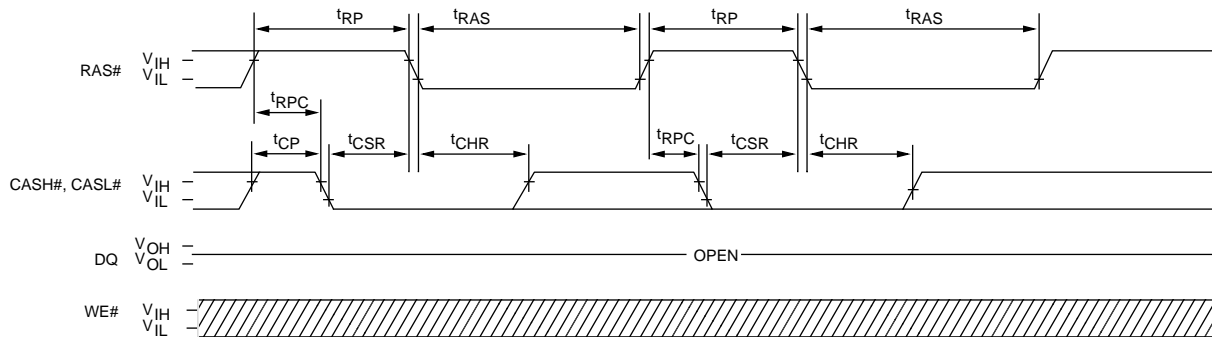 tRP
tRAS
tRP
tRAS
RAS#
VIH
VIL
tRPC
tCP
tCSR
tCHR
tRPC
tCSR
tCHR
CASH#, CASL#
VIH
VIL
DQ
VOH
VOL
OPEN
WE#
VIH
VIL